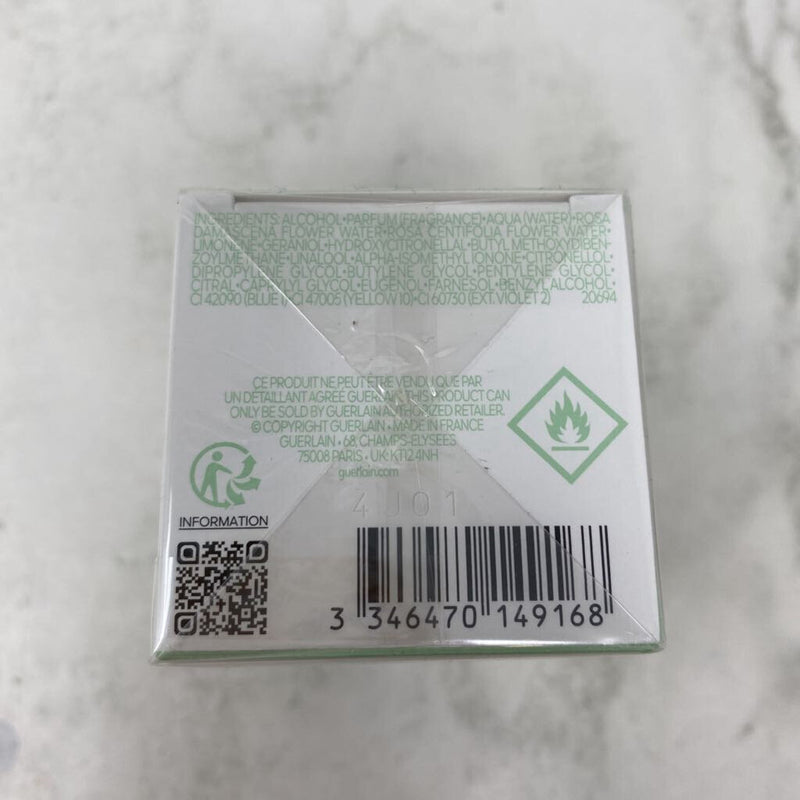 INGREDIENTS: ALCOHOL•PARFUM (FRAGRANCE)•AQUA (WATER)•ROSA
DAMASCENA FLOWER WATER•ROSA CENTIFOLIA FLOWER WATER•
LIMONENE•GERANIOL•HYDROXYCITRONELLAL•BUTYL METHOXYDIBEN-
ZOYLMETHANE•LINALOOL•ALPHA-ISOMETHYL IONONE•CITRONELLOL•
DIPROPYLENE GLYCOL•BUTYLENE GLYCOL•PENTYLENE GLYCOL•
CITRAL•CAPRYLYL GLYCOL•EUGENOL•FARNESOL•BENZYL ALCOHOL•
CI 42090 (BLUE 1)•CI 47005 (YELLOW 10)•CI 60730 (EXT. VIOLET 2) 20694
CE PRODUIT NE PEUT ÊTRE VENDU QUE PAR
UN DÉTAILLANT AGRÉÉ GUERLAIN. THIS PRODUCT CAN
ONLY BE SOLD BY GUERLAIN AUTHORIZED RETAILER.
© COPYRIGHT GUERLAIN • MADE IN FRANCE
GUERLAIN • 68, CHAMPS-ELYSEES
75008 PARIS • UK: KT12 4NH
guerlain.com
4J01
INFORMATION
3 346470 149168